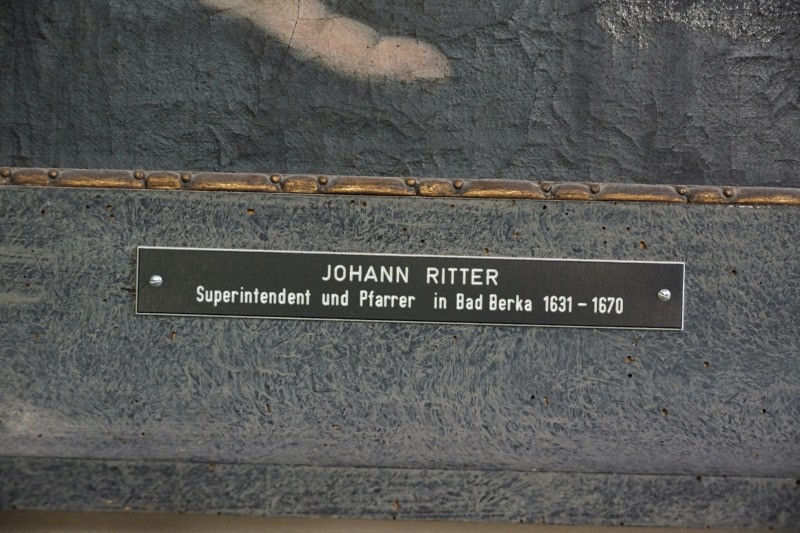 JOHANN RITTER
Superintendent und Pfarrer in Bad Berka 1631 – 1670